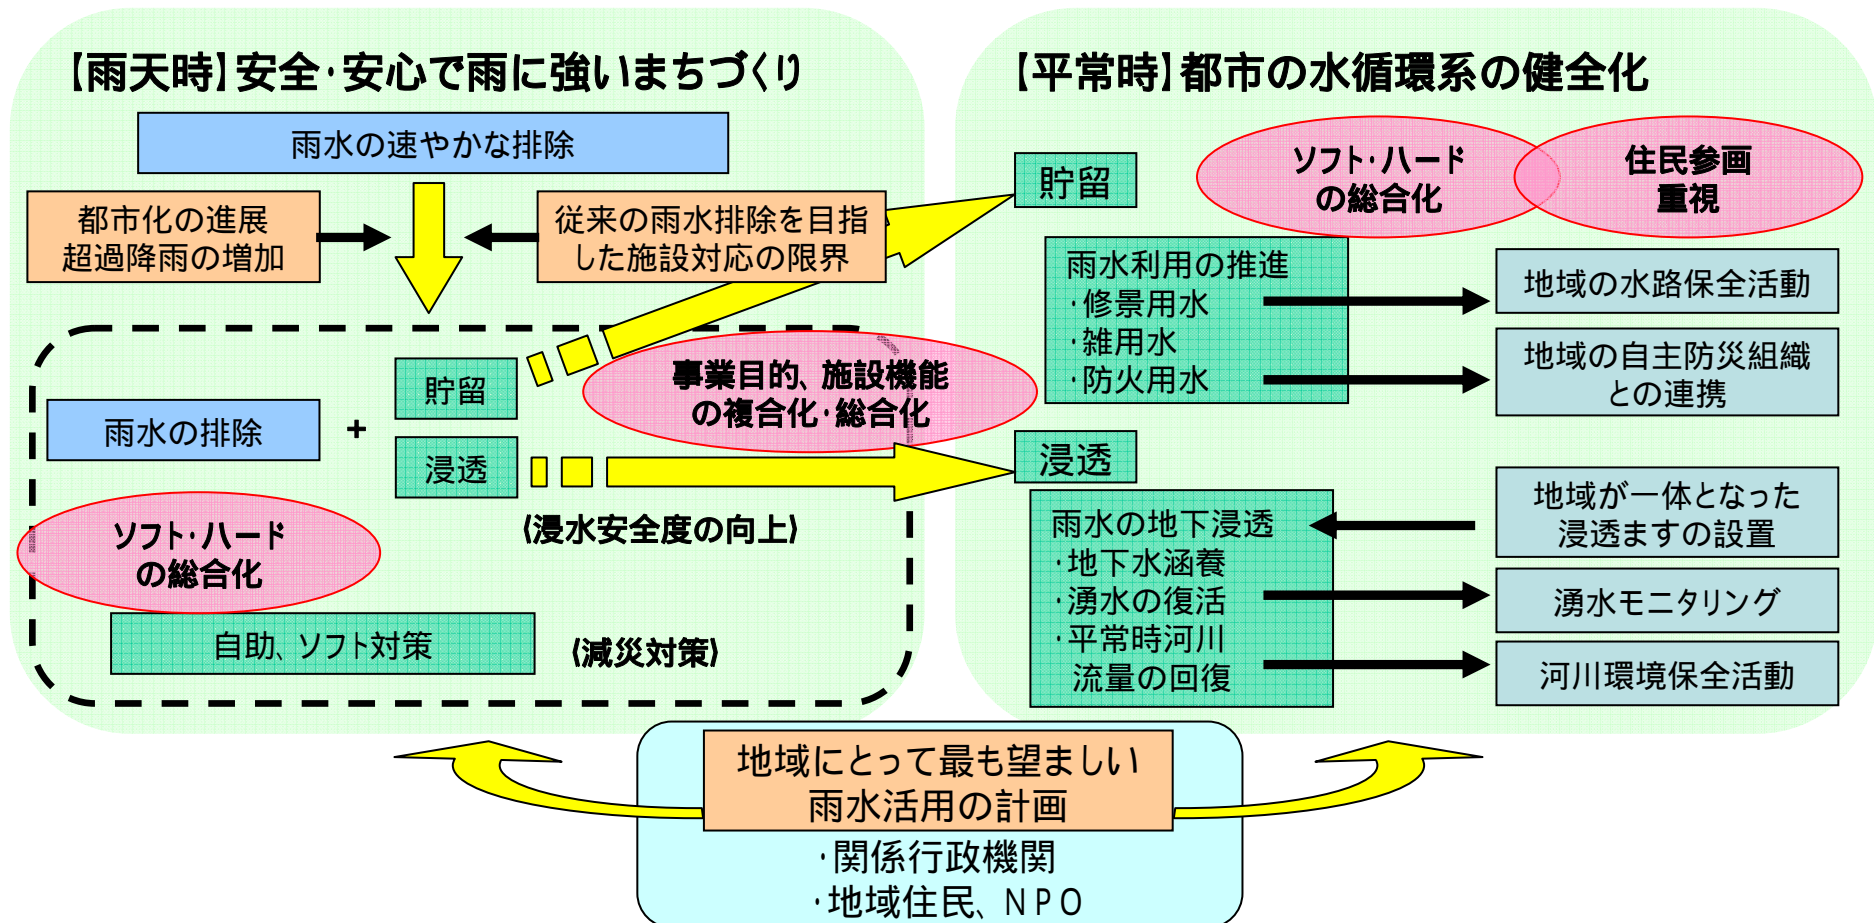 【雨天時】安全・安心で雨に強いまちづくり
雨水の速やかな排除
都市化の進展
超過降雨の増加
従来の雨水排除を目指
した施設対応の限界
雨水の排除
+
貯留
浸透
事業目的、施設機能
の複合化・総合化
(浸水安全度の向上)
ソフト・ハード
の総合化
自助、ソフト対策
(減災対策)
【平常時】都市の水循環系の健全化
ソフト・ハード
の総合化
住民参画
重視
貯留
雨水利用の推進
・修景用水
・雑用水
・防火用水
地域の水路保全活動
地域の自主防災組織
との連携
浸透
雨水の地下浸透
・地下水涵養
・湧水の復活
・平常時河川
流量の回復
地域が一体となった
浸透ますの設置
湧水モニタリング
河川環境保全活動
地域にとって最も望ましい
雨水活用の計画
・関係行政機関
・地域住民、NPO